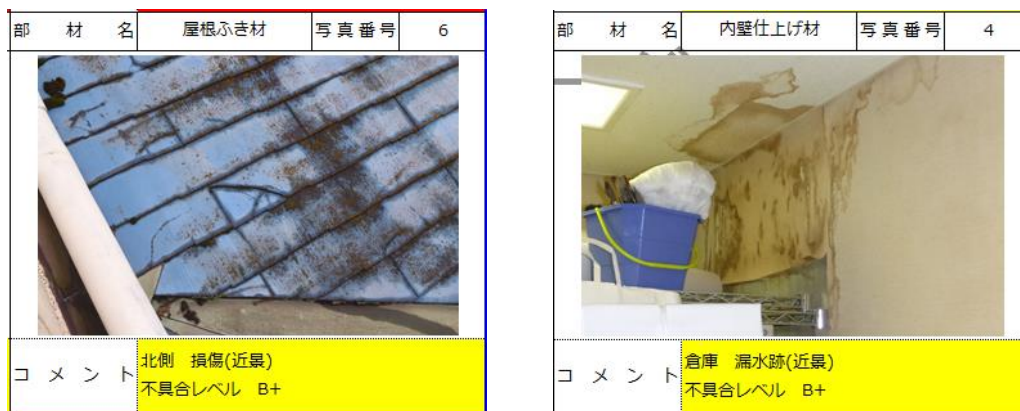 部材名 屋根ふき材 写真番号 6
コメント 北側 損傷(近景)
不具合レベル B+
部材名 内壁仕上げ材 写真番号 4
コメント 倉庫 漏水跡(近景)
不具合レベル B+